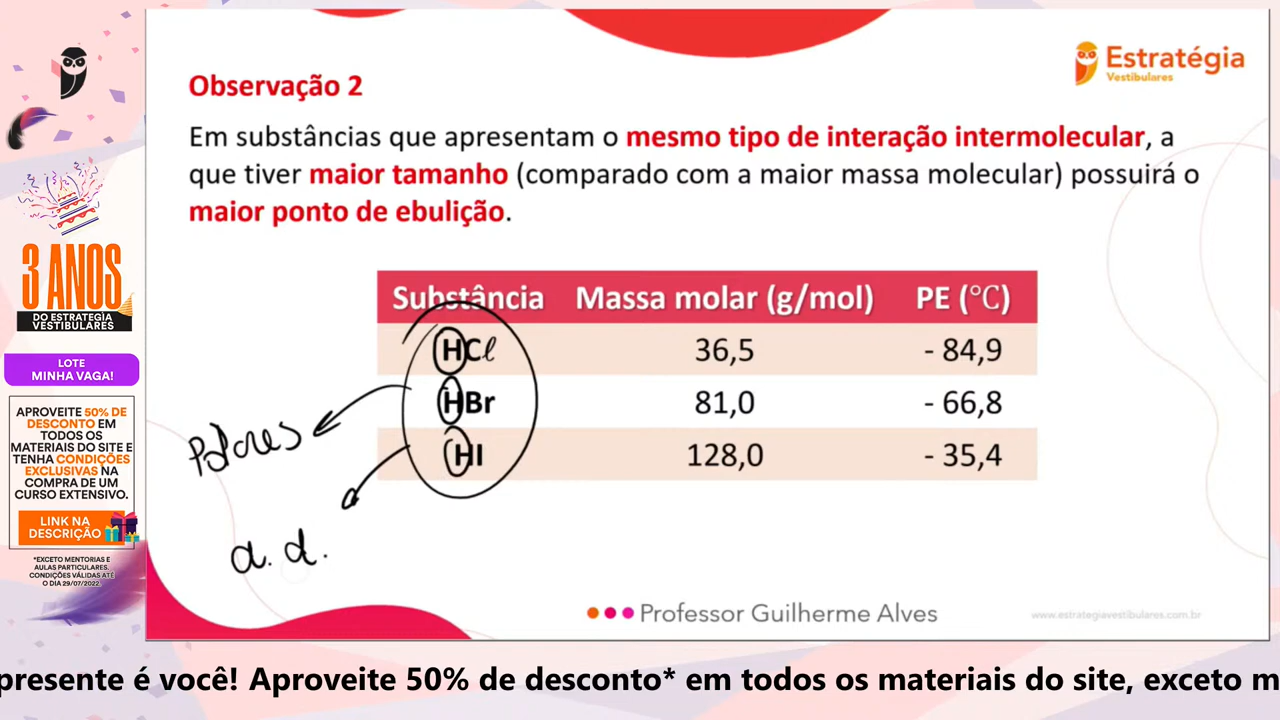 3 ANOS
DO ESTRATÉGIA
VESTIBULARES
LOTE
MINHA VAGA!
APROVEITE 50% DE
DESCONTO EM
TODOS OS
MATERIAIS DO SITE E
TENHA CONDIÇÕES
EXCLUSIVAS NA
COMPRA DE UM
CURSO EXTENSIVO.
LINK NA
DESCRIÇÃO
*EXCETO MENTORIAS E
AULAS PARTICULARES.
CONDIÇÕES VÁLIDAS ATÉ
O DIA 29/07/2022.
Estratégia
Vestibulares
Observação 2
Em substâncias que apresentam o mesmo tipo de interação intermolecular, a
que tiver maior tamanho (comparado com a maior massa molecular) possuirá o
maior ponto de ebulição.
Substância Massa molar (g/mol) PE (°C)
HCℓ 36,5 - 84,9
HBr 81,0 - 66,8
HI 128,0 - 35,4
Polares
d. d.
Professor Guilherme Alves
www.estrategiavestibulares.com.br
presente é você! Aproveite 50% de desconto* em todos os materiais do site, exceto m